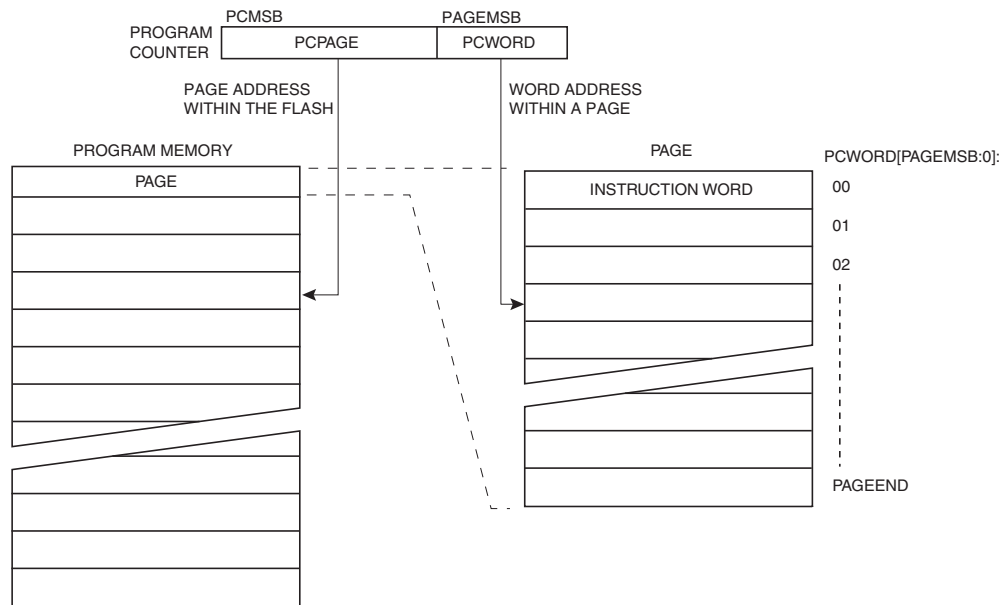 PCMSB
PAGEMSB
PROGRAM
COUNTER
PCPAGE
PCWORD
PAGE ADDRESS
WITHIN THE FLASH
WORD ADDRESS
WITHIN A PAGE
PROGRAM MEMORY
PAGE
PAGE
PCWORD[PAGEMSB:0]:
INSTRUCTION WORD
00
01
02
PAGEEND